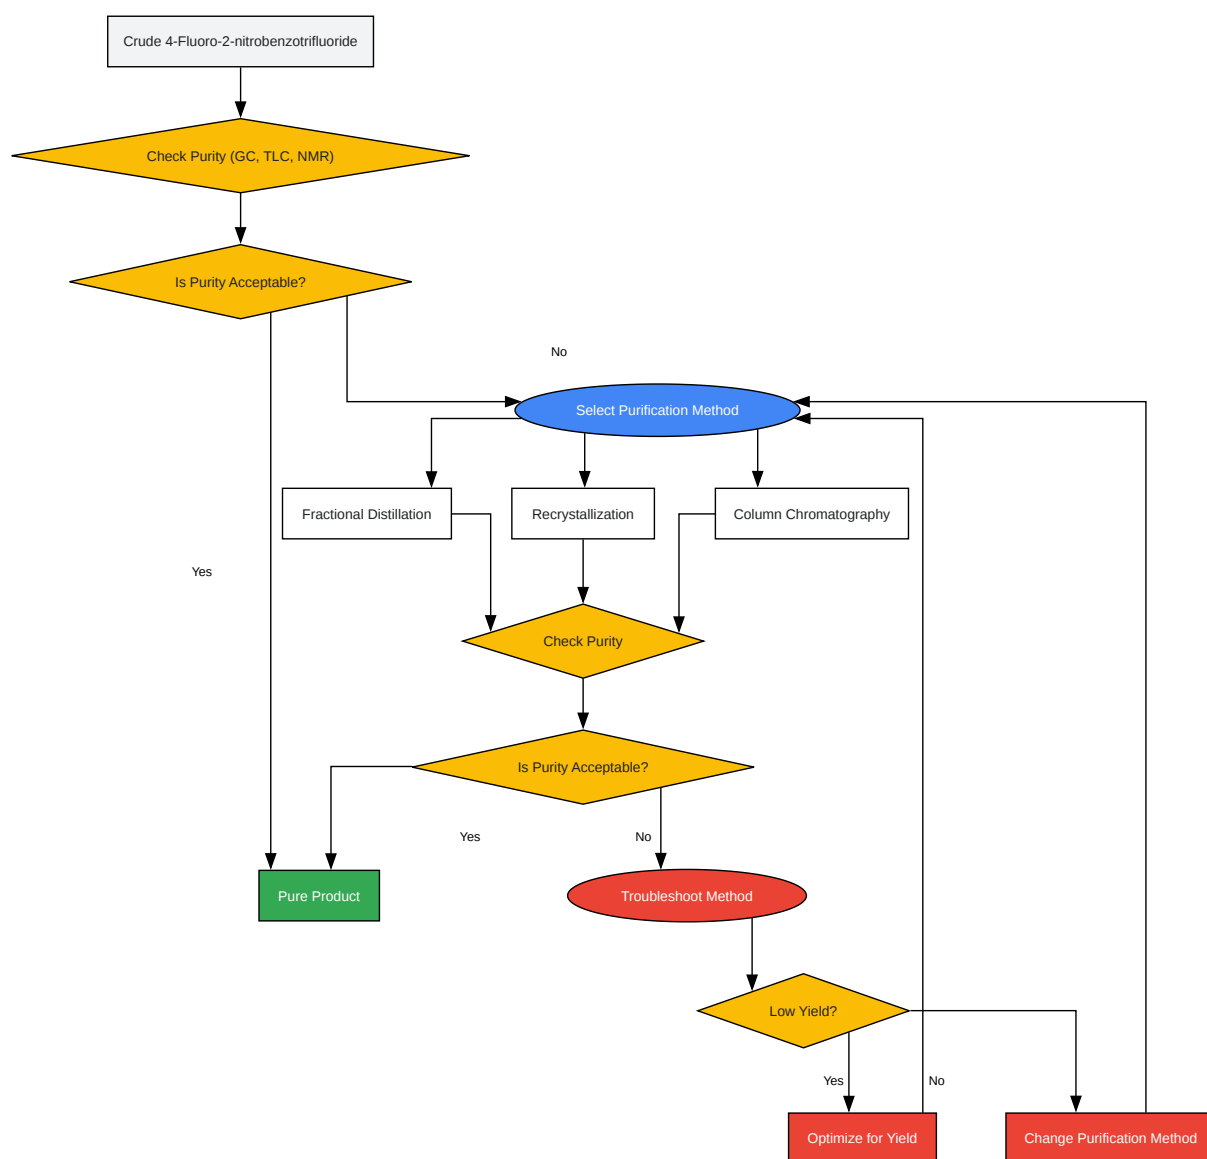 Crude 4-Fluoro-2-nitrobenzotrifluoride
Check Purity (GC, TLC, NMR)
Is Purity Acceptable?
No
Select Purification Method
Fractional Distillation
Recrystallization
Column Chromatography
Yes
Check Purity
Is Purity Acceptable?
Yes
No
Pure Product
Troubleshoot Method
Low Yield?
Yes
No
Optimize for Yield
Change Purification Method